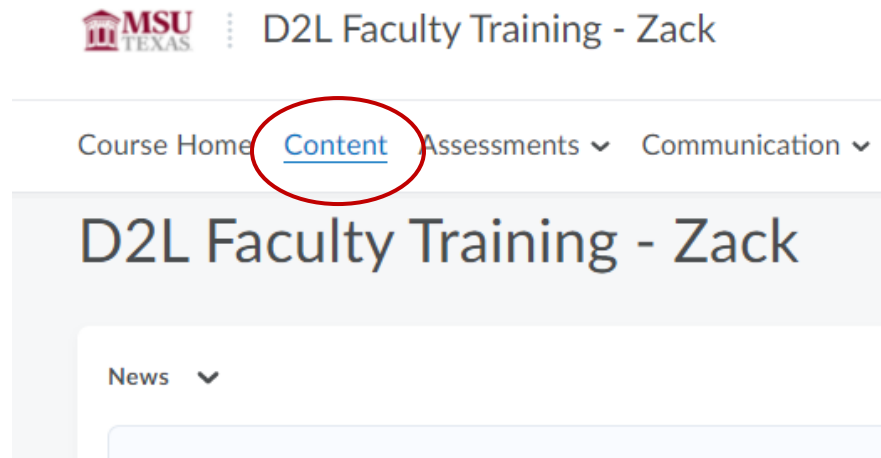 MSU
TEXAS
D2L Faculty Training - Zack
Course Home Content Assessments Communication
D2L Faculty Training - Zack
News